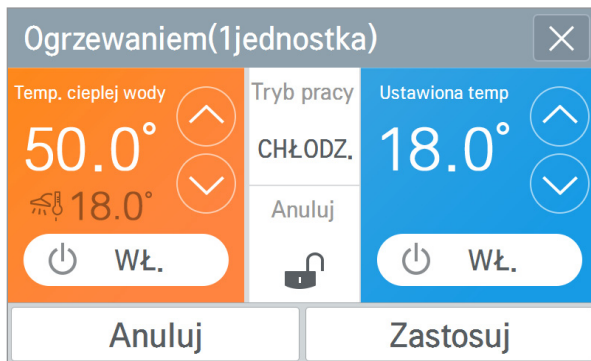 Ogrzewaniem(1jednostka)
Temp. cieplej wody
50.0°
18.0°
WŁ.
Tryb pracy
CHŁODZ.
Anuluj
Ustawiona temp
18.0°
WŁ.
Anuluj
Zastosuj